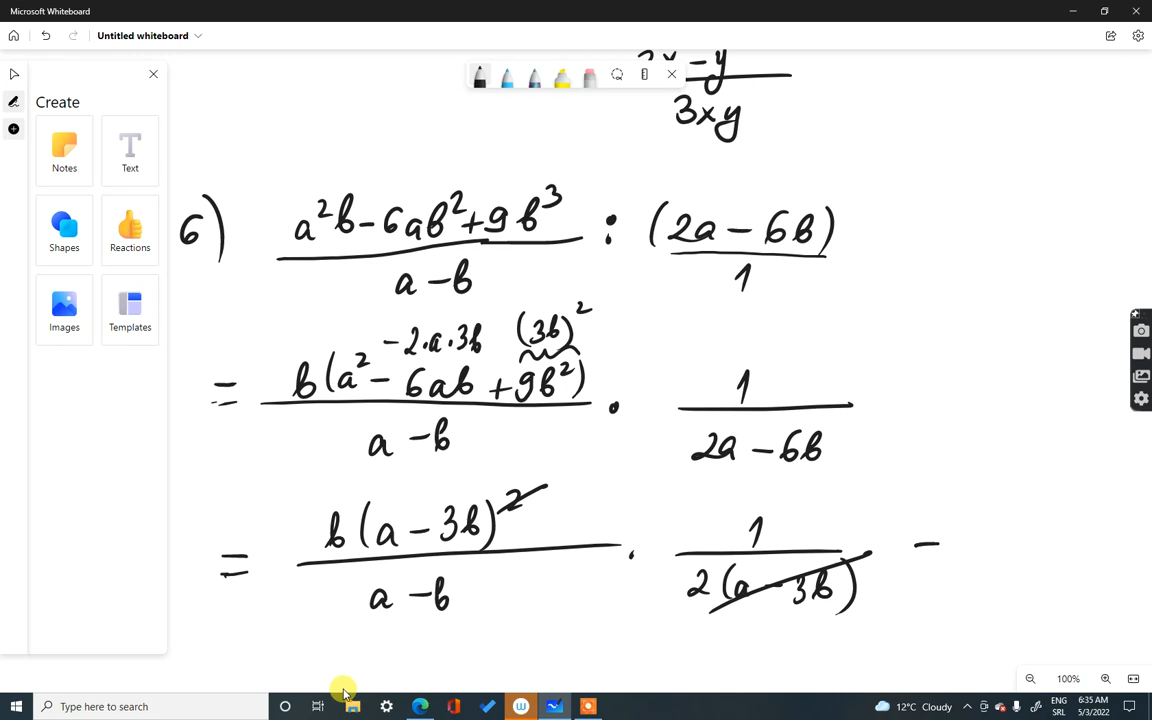 Microsoft Whiteboard
Untitled whiteboard
Create
Notes
Text
Shapes
Reactions
Images
Templates
3xy
6) a²b-6ab²+9b³ : (2a-6b)
a-b 1
-2·a·3b (3b)²
= b(a²-6ab+9b²) · 1
a-b 2a-6b
= b(a-3b)² · 1
a-b 2(a-3b)
100%
Type here to search
12°C Cloudy
ENG
SRL
6:35 AM
5/3/2022